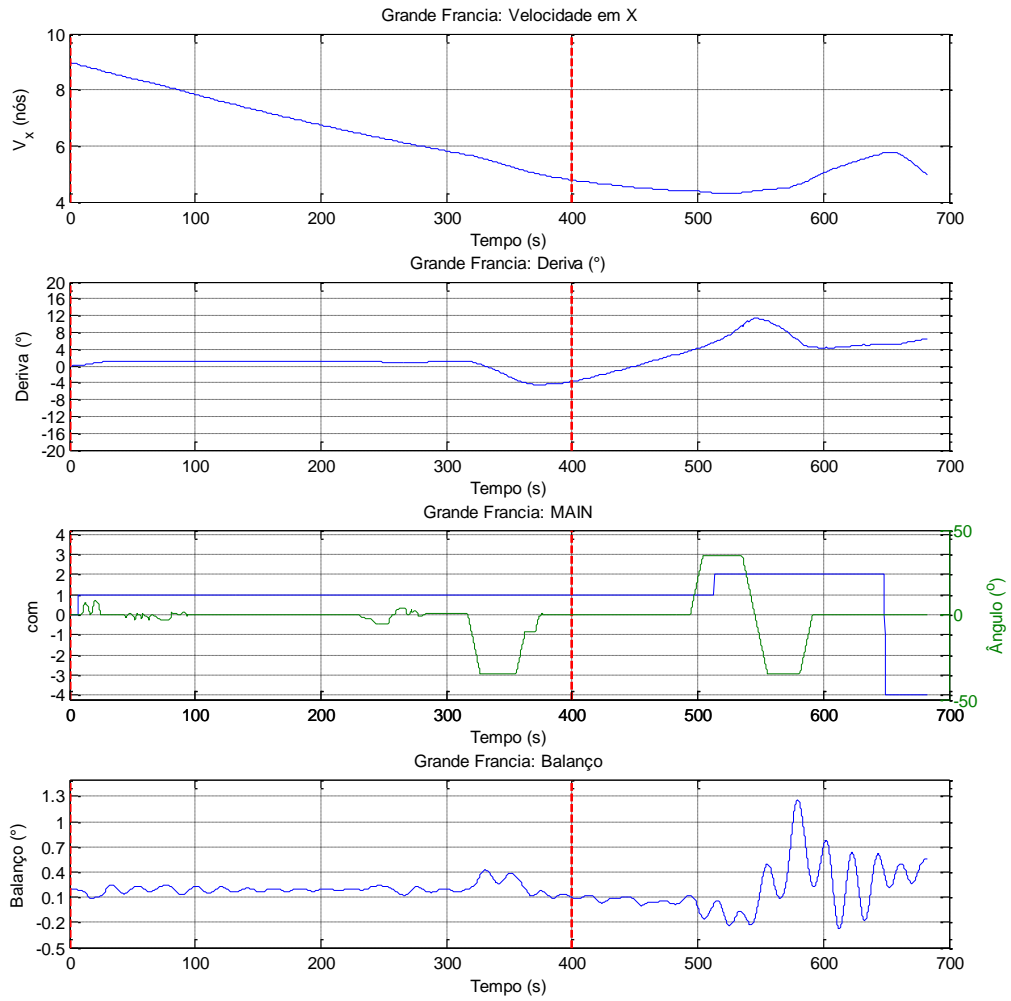 Grande Francia: Velocidade em X
10
8
6
4
V_x (nós)
0 100 200 300 400 500 600 700
Tempo (s)
Grande Francia: Deriva (°)
20
16
12
8
4
0
-4
-8
-12
-16
-20
Deriva (°)
0 100 200 300 400 500 600 700
Tempo (s)
Grande Francia: MAIN
4
3
2
1
0
-1
-2
-3
-4
com
50
0
-50
Ângulo (°)
0 100 200 300 400 500 600 700
Tempo (s)
Grande Francia: Balanço
1.3
1
0.7
0.4
0.1
-0.2
-0.5
Balanço (°)
0 100 200 300 400 500 600 700
Tempo (s)